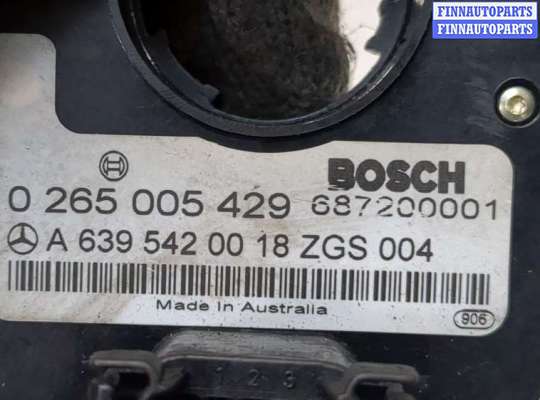 FINNAUTOPARTS
FINNAUTOPARTS
BOSCH
0 265 005 429 687200001
A 639 542 00 18 ZGS 004
Made in Australia
906
1 2 3